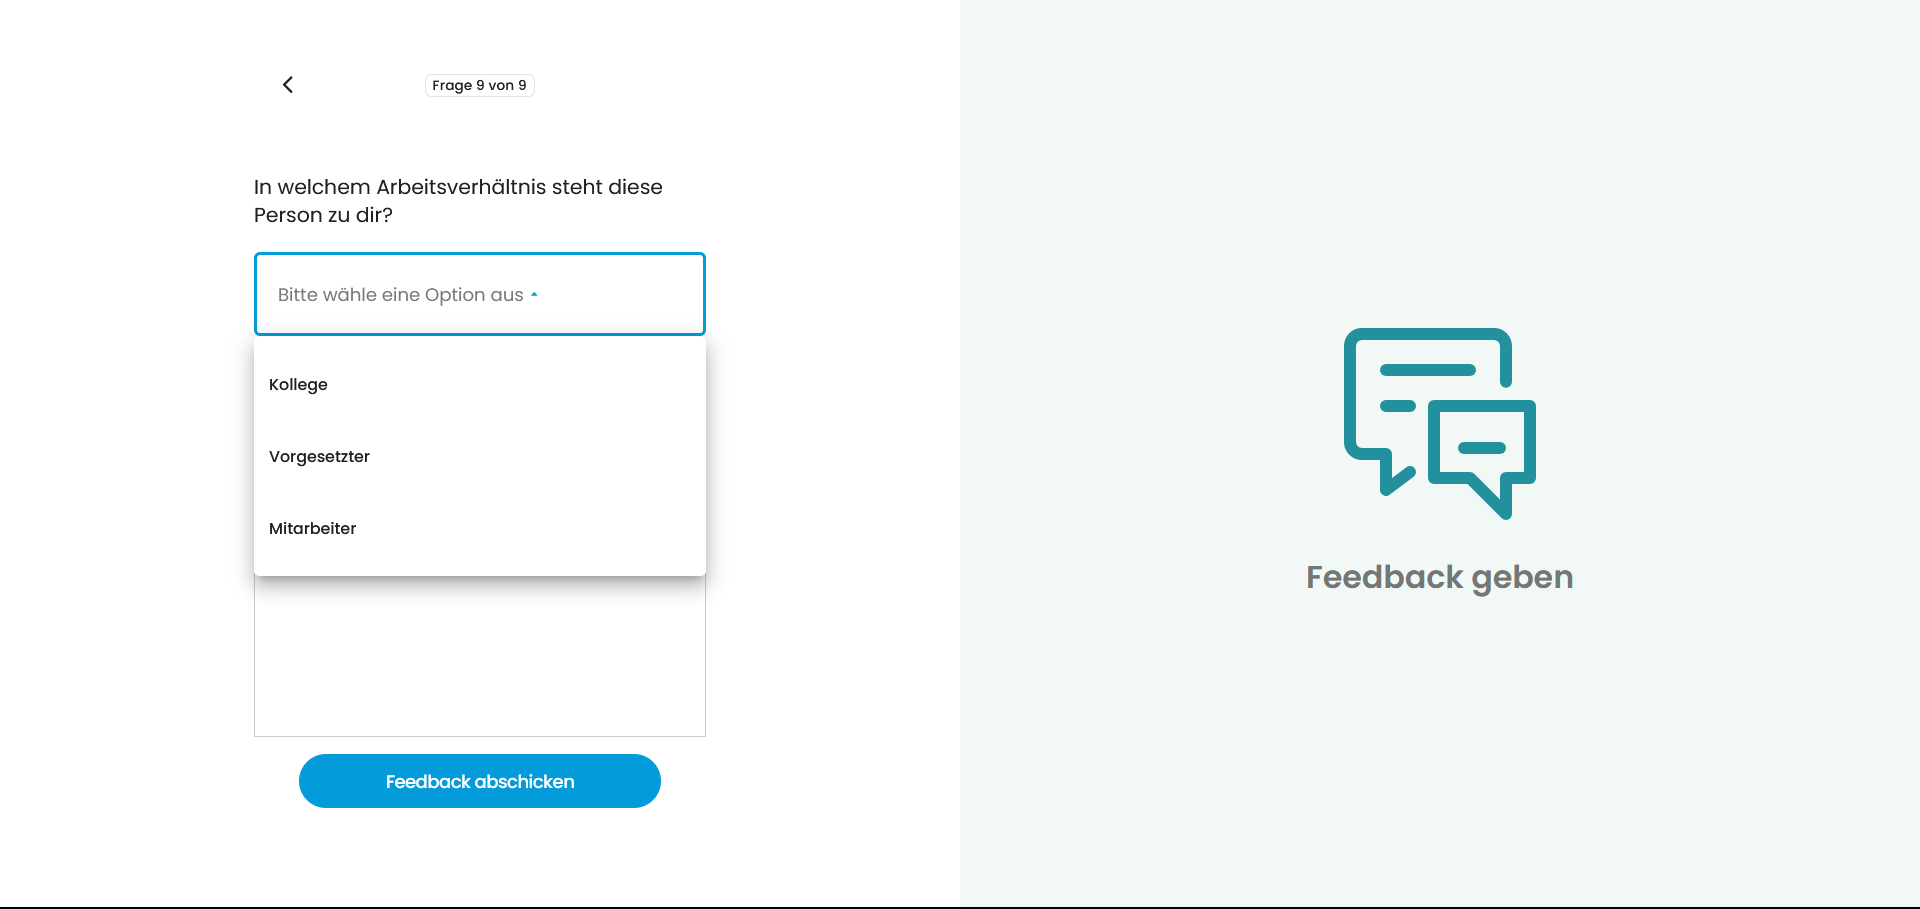 Frage 9 von 9
In welchem Arbeitsverhältnis steht diese
Person zu dir?
Bitte wähle eine Option aus
Kollege
Vorgesetzter
Mitarbeiter
Feedback abschicken
Feedback geben